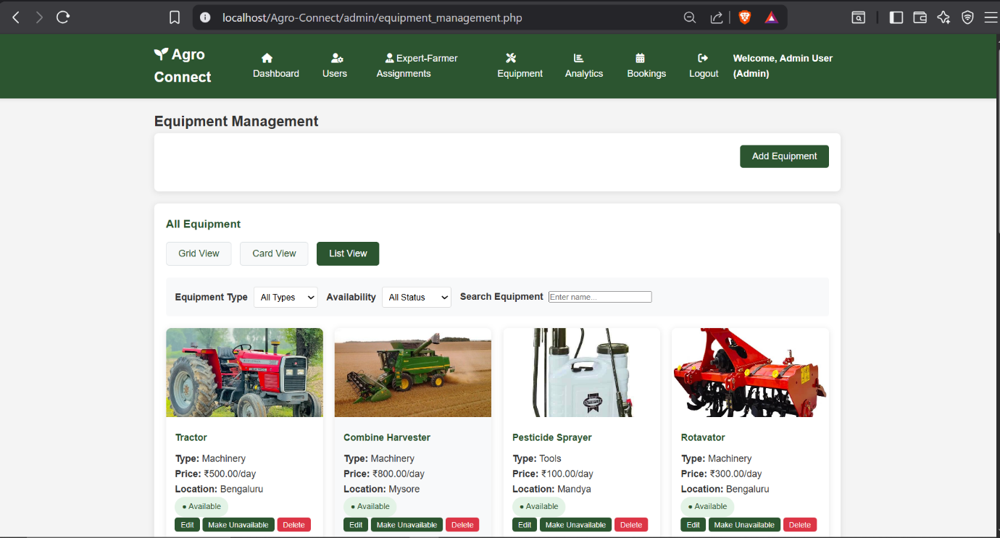 localhost/Agro-Connect/admin/equipment_management.php
Agro Connect
Dashboard
Users
Expert-Farmer Assignments
Equipment
Analytics
Bookings
Logout
Welcome, Admin User (Admin)
Equipment Management
Add Equipment
All Equipment
Grid View
Card View
List View
Equipment Type All Types Availability All Status Search Equipment Enter name...
Tractor
Type: Machinery
Price: ₹500.00/day
Location: Bengaluru
• Available
Edit Make Unavailable Delete
Combine Harvester
Type: Machinery
Price: ₹800.00/day
Location: Mysore
• Available
Edit Make Unavailable Delete
Pesticide Sprayer
Type: Tools
Price: ₹100.00/day
Location: Mandya
• Available
Edit Make Unavailable Delete
Rotavator
Type: Machinery
Price: ₹300.00/day
Location: Bengaluru
• Available
Edit Make Unavailable Delete